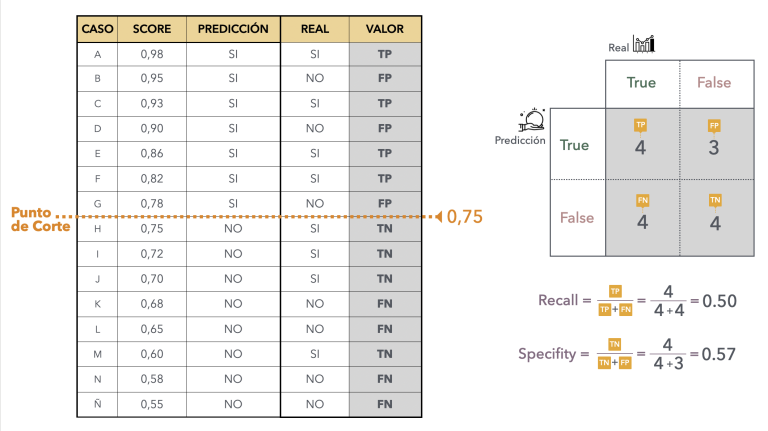 CASO SCORE PREDICCIÓN REAL VALOR
A 0,98 SI SI TP
B 0,95 SI NO FP
C 0,93 SI SI TP
D 0,90 SI NO FP
E 0,86 SI SI TP
F 0,82 SI SI TP
G 0,78 SI NO FP
H 0,75 NO SI TN
I 0,72 NO SI TN
J 0,70 NO SI TN
K 0,68 NO NO FN
L 0,65 NO NO FN
M 0,60 NO SI TN
N 0,58 NO NO FN
Ñ 0,55 NO NO FN
Punto
de Corte
0,75
Real
True False
Predicción
True
TP FP
4 3
False
FN TN
4 4
Recall = TP / TP + FN = 4 / 4 + 4 = 0.50
Specifity = TN / TN + FP = 4 / 4 + 3 = 0.57